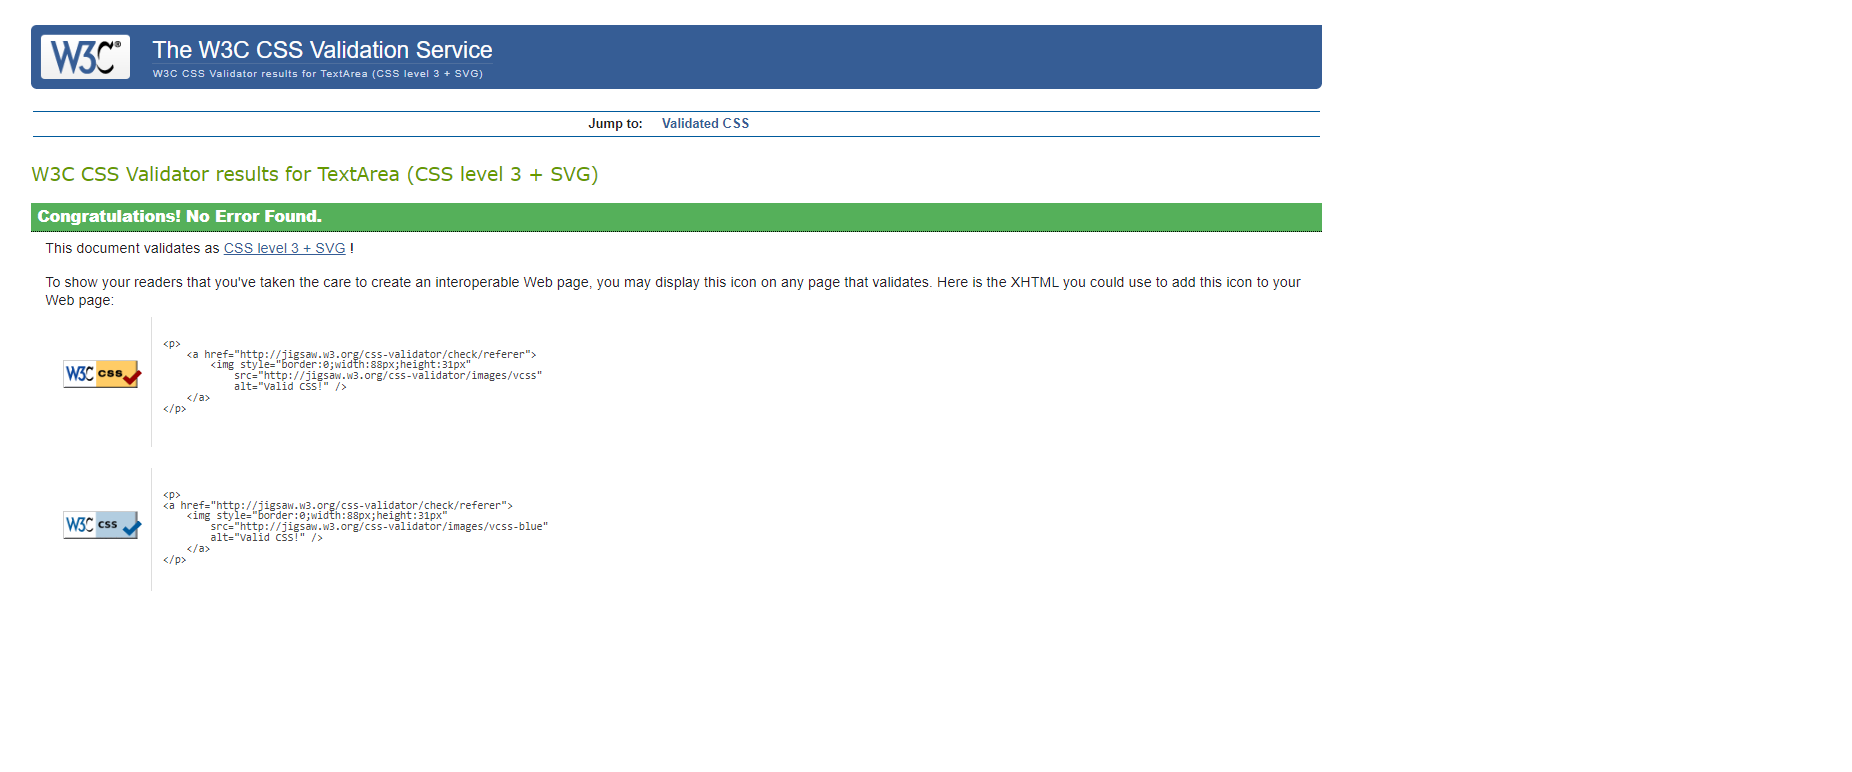 W3C®
The W3C CSS Validation Service
W3C CSS Validator results for TextArea (CSS level 3 + SVG)
Jump to: Validated CSS
W3C CSS Validator results for TextArea (CSS level 3 + SVG)
Congratulations! No Error Found.
This document validates as CSS level 3 + SVG !
To show your readers that you've taken the care to create an interoperable Web page, you may display this icon on any page that validates. Here is the XHTML you could use to add this icon to your
Web page:
W3C css
<p>
    <a href="http://jigsaw.w3.org/css-validator/check/referer">
        <img style="border:0;width:88px;height:31px"
            src="http://jigsaw.w3.org/css-validator/images/vcss"
            alt="Valid CSS!" />
    </a>
</p>
W3C css
<p>
<a href="http://jigsaw.w3.org/css-validator/check/referer">
    <img style="border:0;width:88px;height:31px"
        src="http://jigsaw.w3.org/css-validator/images/vcss-blue"
        alt="Valid CSS!" />
    </a>
</p>